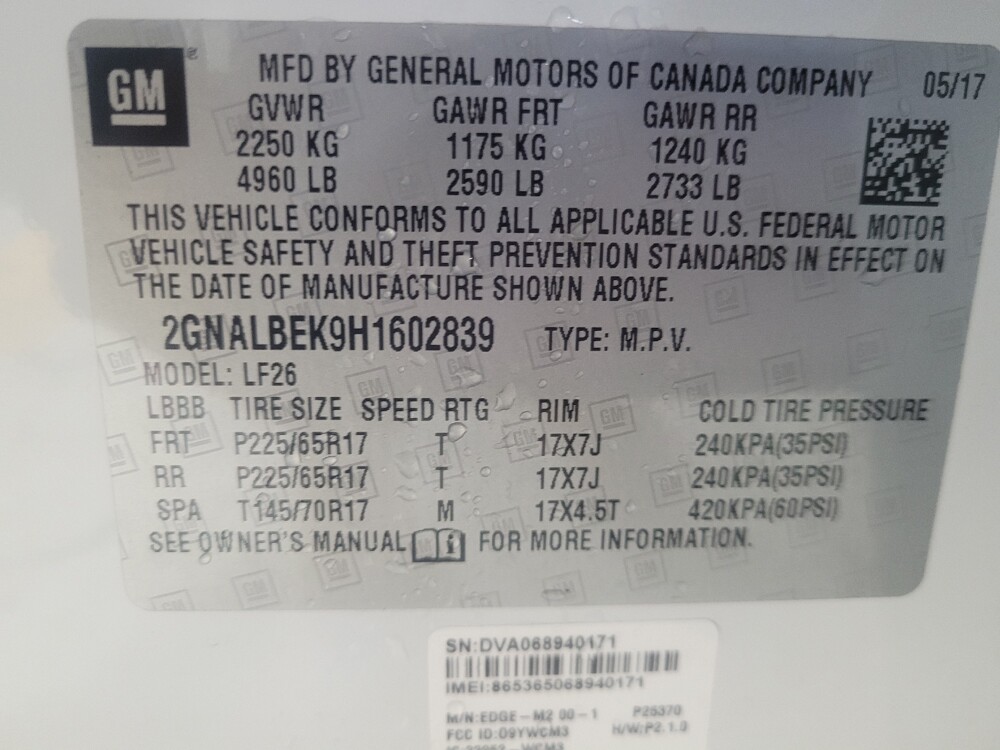 GM®
MFD BY GENERAL MOTORS OF CANADA COMPANY 05/17
GVWR GAWR FRT GAWR RR
2250 KG 1175 KG 1240 KG
4960 LB 2590 LB 2733 LB
THIS VEHICLE CONFORMS TO ALL APPLICABLE U.S. FEDERAL MOTOR
VEHICLE SAFETY AND THEFT PREVENTION STANDARDS IN EFFECT ON
THE DATE OF MANUFACTURE SHOWN ABOVE.
2GNALBEK9H1602839 TYPE: M.P.V.
MODEL: LF26
LBBB TIRE SIZE SPEED RTG RIM COLD TIRE PRESSURE
FRT P225/65R17 T 17X7J 240KPA(35PSI)
RR P225/65R17 T 17X7J 240KPA(35PSI)
SPA T145/70R17 M 17X4.5T 420KPA(60PSI)
SEE OWNER'S MANUAL FOR MORE INFORMATION.
SN:DVA068940171
IMEI:865365068940171
M/N:EDGE-M2 00-1 P25370
FCC ID:09YWCM3 H/W:P2.1.0